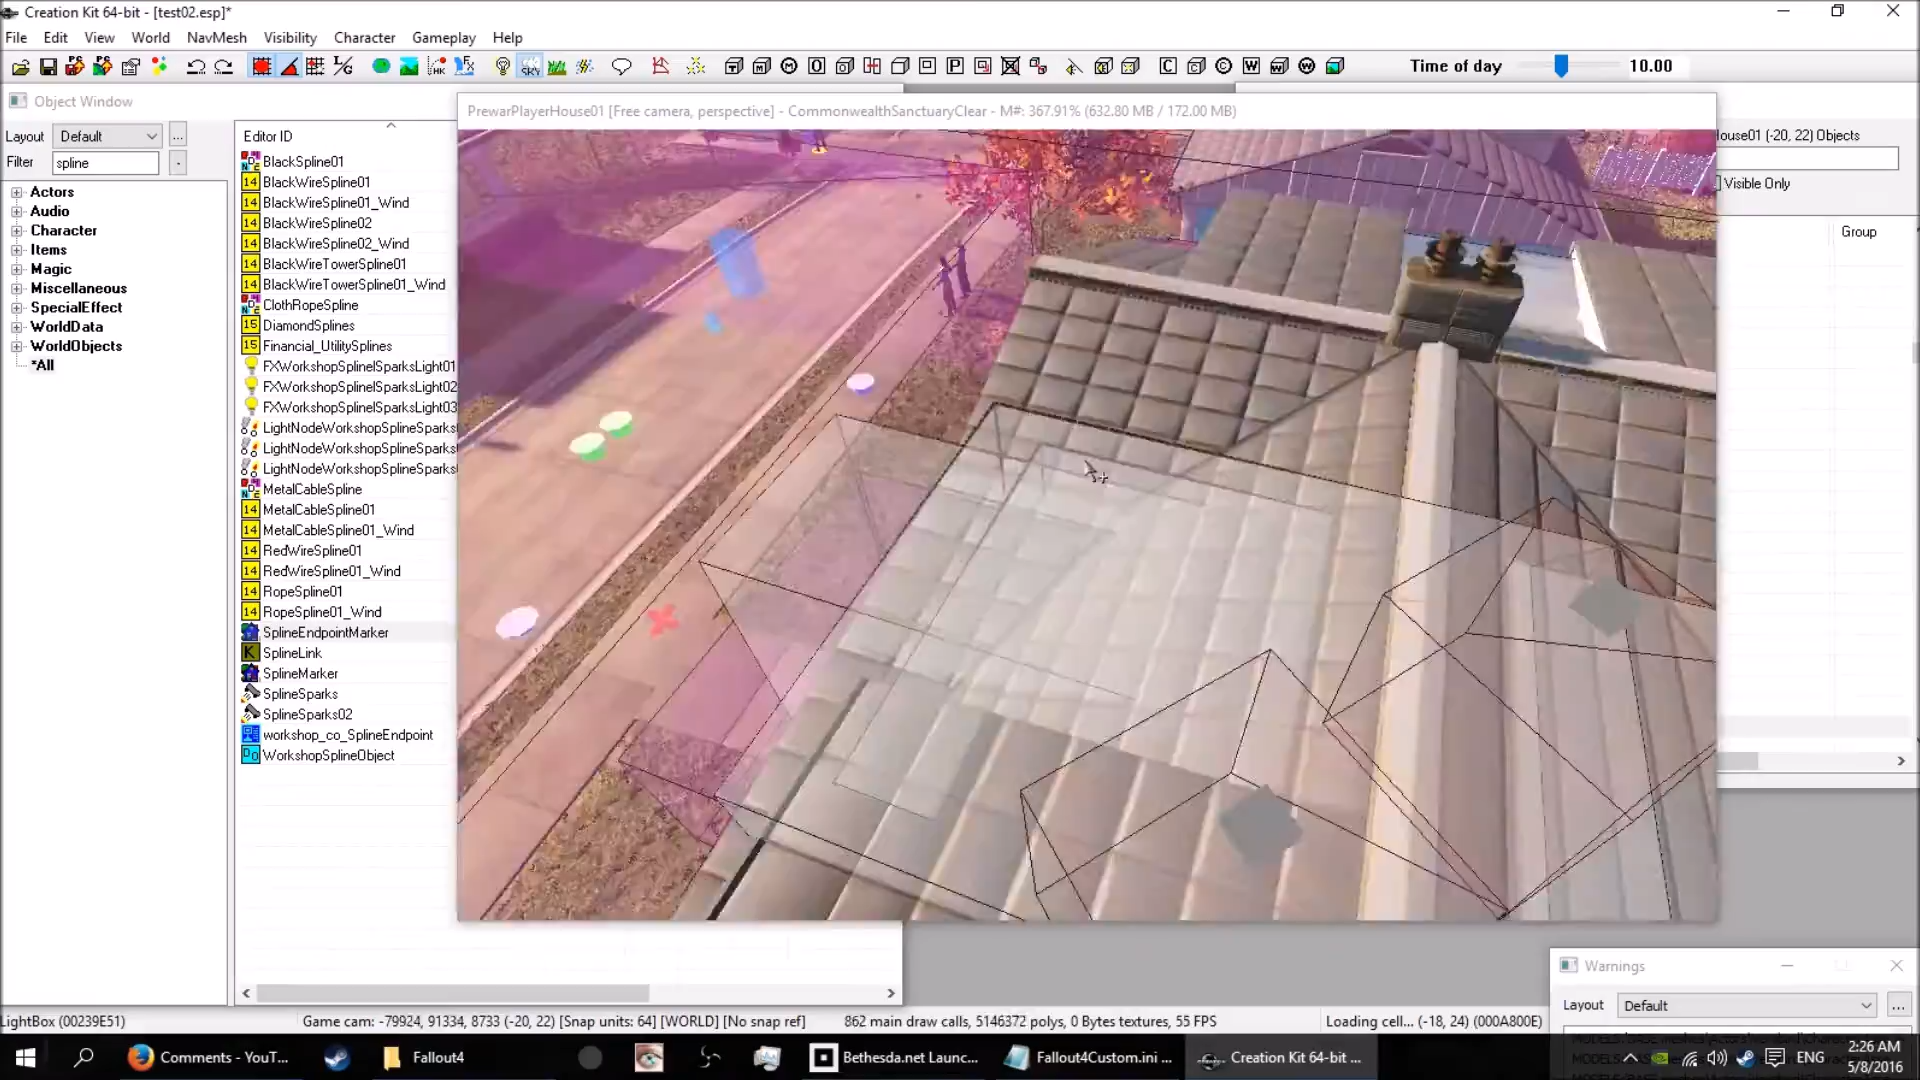 Creation Kit 64-bit - [test02.esp]*
File Edit View World NavMesh Visibility Character Gameplay Help
Time of day 10.00
Object Window
Layout Default ...
Filter spline
Actors
Audio
Character
Items
Magic
Miscellaneous
SpecialEffect
WorldData
WorldObjects
*All
Editor ID
BlackSpline01
BlackWireSpline01
BlackWireSpline01_Wind
BlackWireSpline02
BlackWireSpline02_Wind
BlackWireTowerSpline01
BlackWireTowerSpline01_Wind
ClothRopeSpline
DiamondSplines
Financial_UtilitySplines
FXWorkshopSplinelSparksLight01
FXWorkshopSplinelSparksLight02
FXWorkshopSplinelSparksLight03
LightNodeWorkshopSplineSparks
LightNodeWorkshopSplineSparks
LightNodeWorkshopSplineSparks
MetalCableSpline
MetalCableSpline01
MetalCableSpline01_Wind
RedWireSpline01
RedWireSpline01_Wind
RopeSpline01
RopeSpline01_Wind
SplineEndpointMarker
SplineLink
SplineMarker
SplineSparks
SplineSparks02
workshop_co_SplineEndpoint
WorkshopSplineObject
PrewarPlayerHouse01 [Free camera, perspective] - CommonwealthSanctuaryClear - M#: 367.91% (632.80 MB / 172.00 MB)
House01 (-20, 22) Objects
Visible Only
Group
Warnings
Layout Default ...
LightBox (00239E51)
Game cam: -79924, 91334, 8733 (-20, 22) [Snap units: 64] [WORLD] [No snap ref]
862 main draw calls, 5146372 polys, 0 Bytes textures, 55 FPS
Loading cell... (-18, 24) (000A800E)
Comments - YouT...
Fallout4
Bethesda.net Launc...
Fallout4Custom.ini ...
Creation Kit 64-bit ...
ENG
2:26 AM
5/8/2016